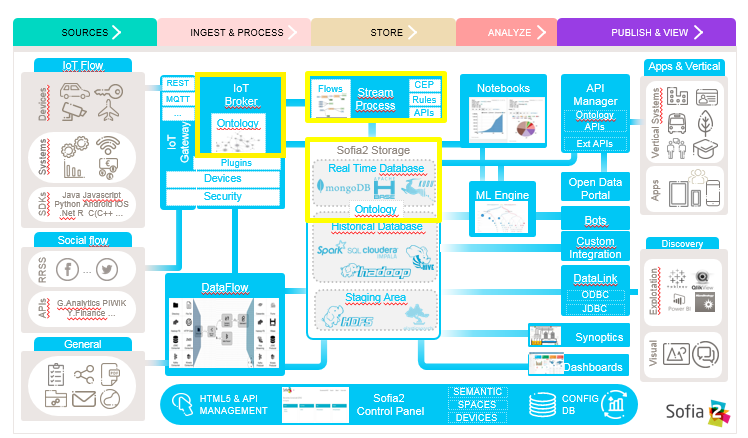 SOURCES
INGEST & PROCESS
STORE
ANALYZE
PUBLISH & VIEW
IoT Flow
Devices
Systems
SDKs
Java Javascript
Python Android IOS
.Net R C(C++ ...
Social flow
RRSS
...
APIs
G.Analytics PIWIK
Y.Finance ...
General
REST
MQTT
...
IoT
Gateway
IoT
Broker
Ontology
Plugins
Devices
Security
DataFlow
Flows
Stream
Process
CEP
Rules
APIs
Sofia2 Storage
Real Time Database
mongoDB
Ontology
Historical Database
Spark
SQL
cloudera
IMPALA
hadoop
HIVE
Staging Area
HDFS
Notebooks
ML Engine
API
Manager
Ontology
APIs
Ext APIs
Open Data
Portal
Bots
Custom
Integration
DataLink
ODBC
JDBC
Synoptics
Dashboards
Apps & Vertical
Vertical Systems
Apps
Discovery
Explotation
Power BI
Visual
HTML5 & API
MANAGEMENT
Sofia2
Control Panel
SEMANTIC
SPACES
DEVICES
CONFIG
DB
Sofia2